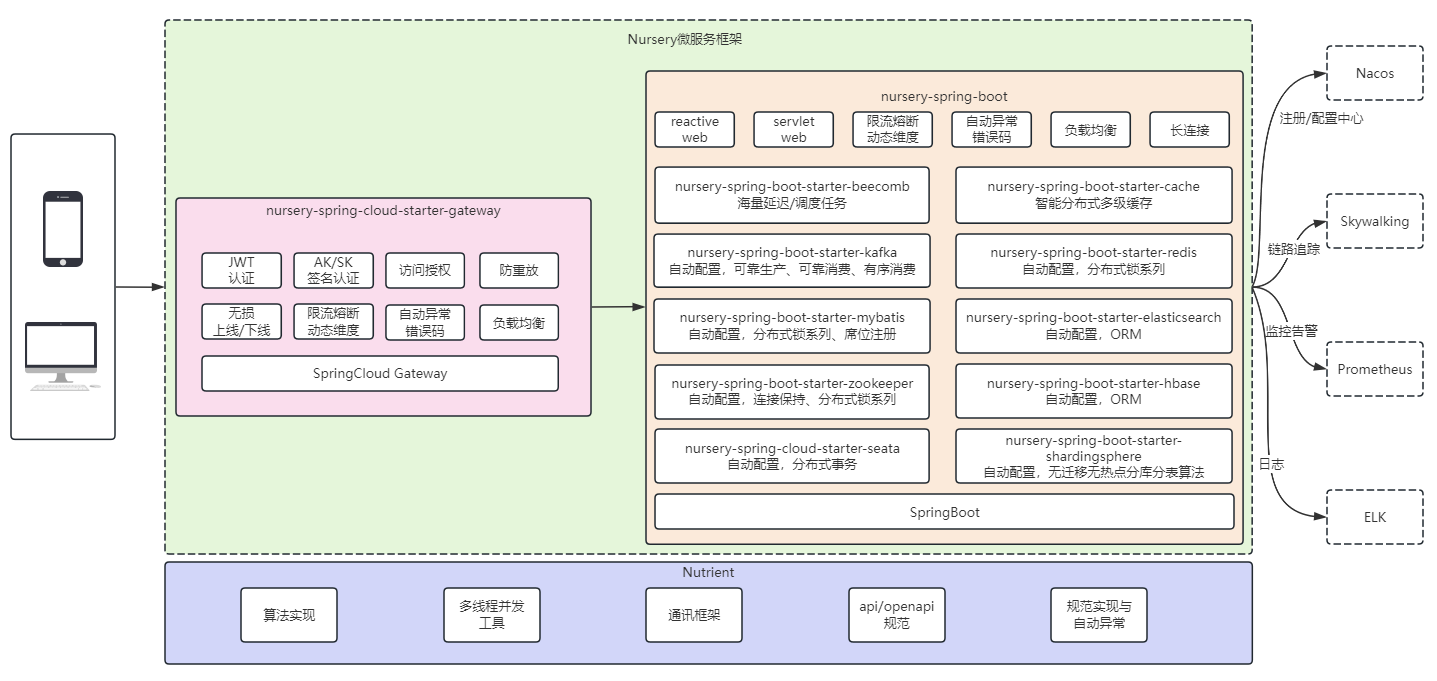 Nursery微服务框架
nursery-spring-cloud-starter-gateway
JWT
认证
AK/SK
签名认证
访问授权
防重放
无损
上线/下线
限流熔断
动态维度
自动异常
错误码
负载均衡
SpringCloud Gateway
nursery-spring-boot
reactive
web
servlet
web
限流熔断
动态维度
自动异常
错误码
负载均衡
长连接
nursery-spring-boot-starter-beecomb
海量延迟/调度任务
nursery-spring-boot-starter-cache
智能分布式多级缓存
nursery-spring-boot-starter-kafka
自动配置，可靠生产、可靠消费、有序消费
nursery-spring-boot-starter-redis
自动配置，分布式锁系列
nursery-spring-boot-starter-mybatis
自动配置，分布式锁系列、席位注册
nursery-spring-boot-starter-elasticsearch
自动配置，ORM
nursery-spring-boot-starter-zookeeper
自动配置，连接保持、分布式锁系列
nursery-spring-boot-starter-hbase
自动配置，ORM
nursery-spring-cloud-starter-seata
自动配置，分布式事务
nursery-spring-boot-starter-
shardingsphere
自动配置，无迁移无热点分库分表算法
SpringBoot
Nacos
注册/配置中心
Skywalking
链路追踪
监控告警
Prometheus
日志
ELK
Nutrient
算法实现
多线程并发
工具
通讯框架
api/openapi
规范
规范实现与
自动异常